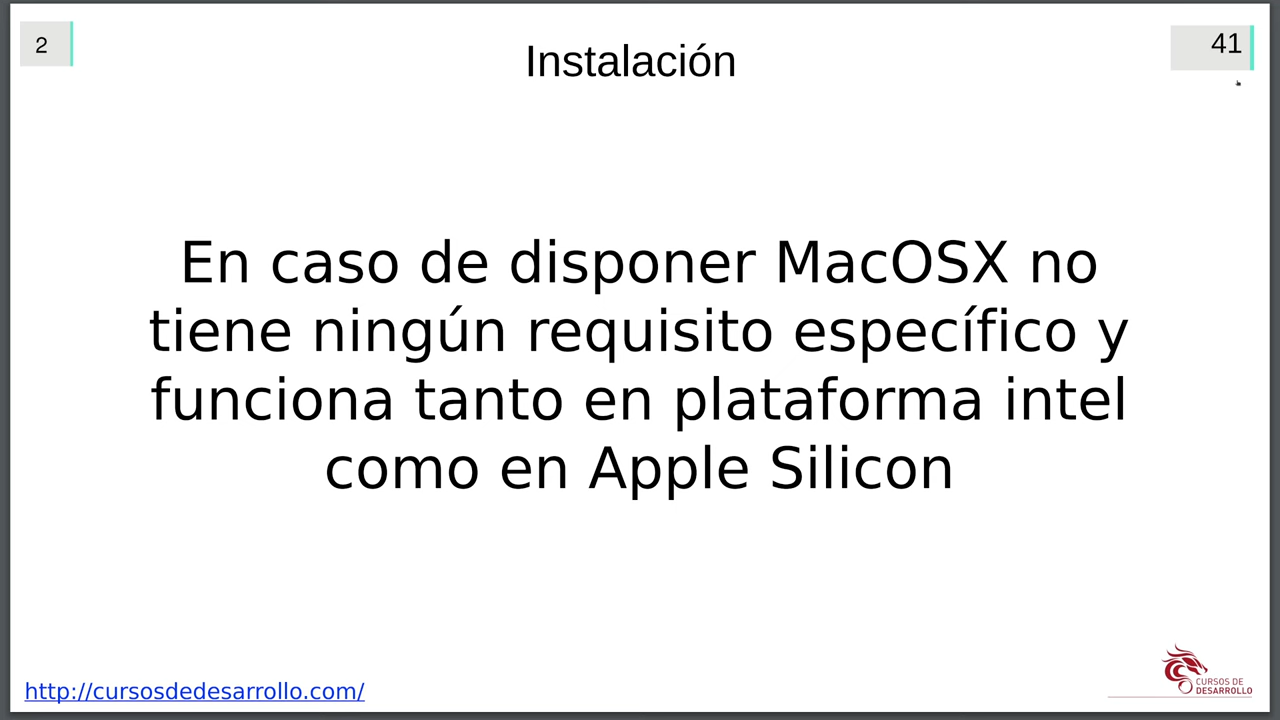 2
Instalación
41
En caso de disponer MacOSX no
tiene ningún requisito específico y
funciona tanto en plataforma intel
como en Apple Silicon
http://cursosdedesarrollo.com/
CURSOS DE
DESARROLLO